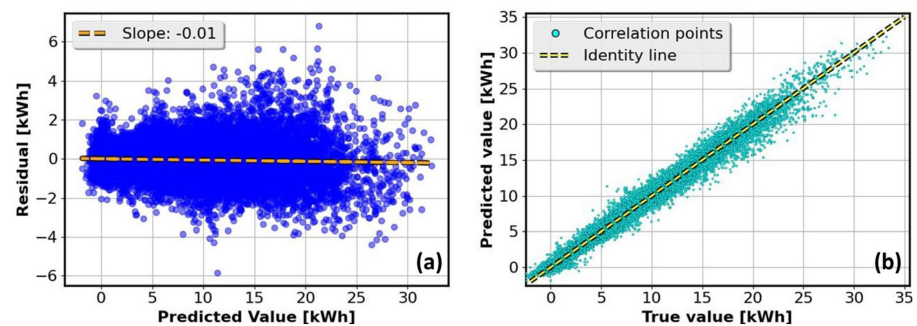 Slope: -0.01
Residual [kWh]
6
4
2
0
−2
−4
−6
0 5 10 15 20 25 30
Predicted Value [kWh]
(a)
Correlation points
Identity line
Predicted value [kWh]
35
30
25
20
15
10
5
0
0 5 10 15 20 25 30 35
True value [kWh]
(b)